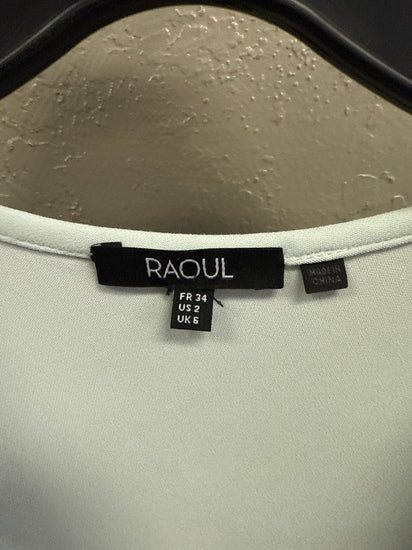 RAOUL
FR 34
US 2
UK 6
MADE IN
CHINA